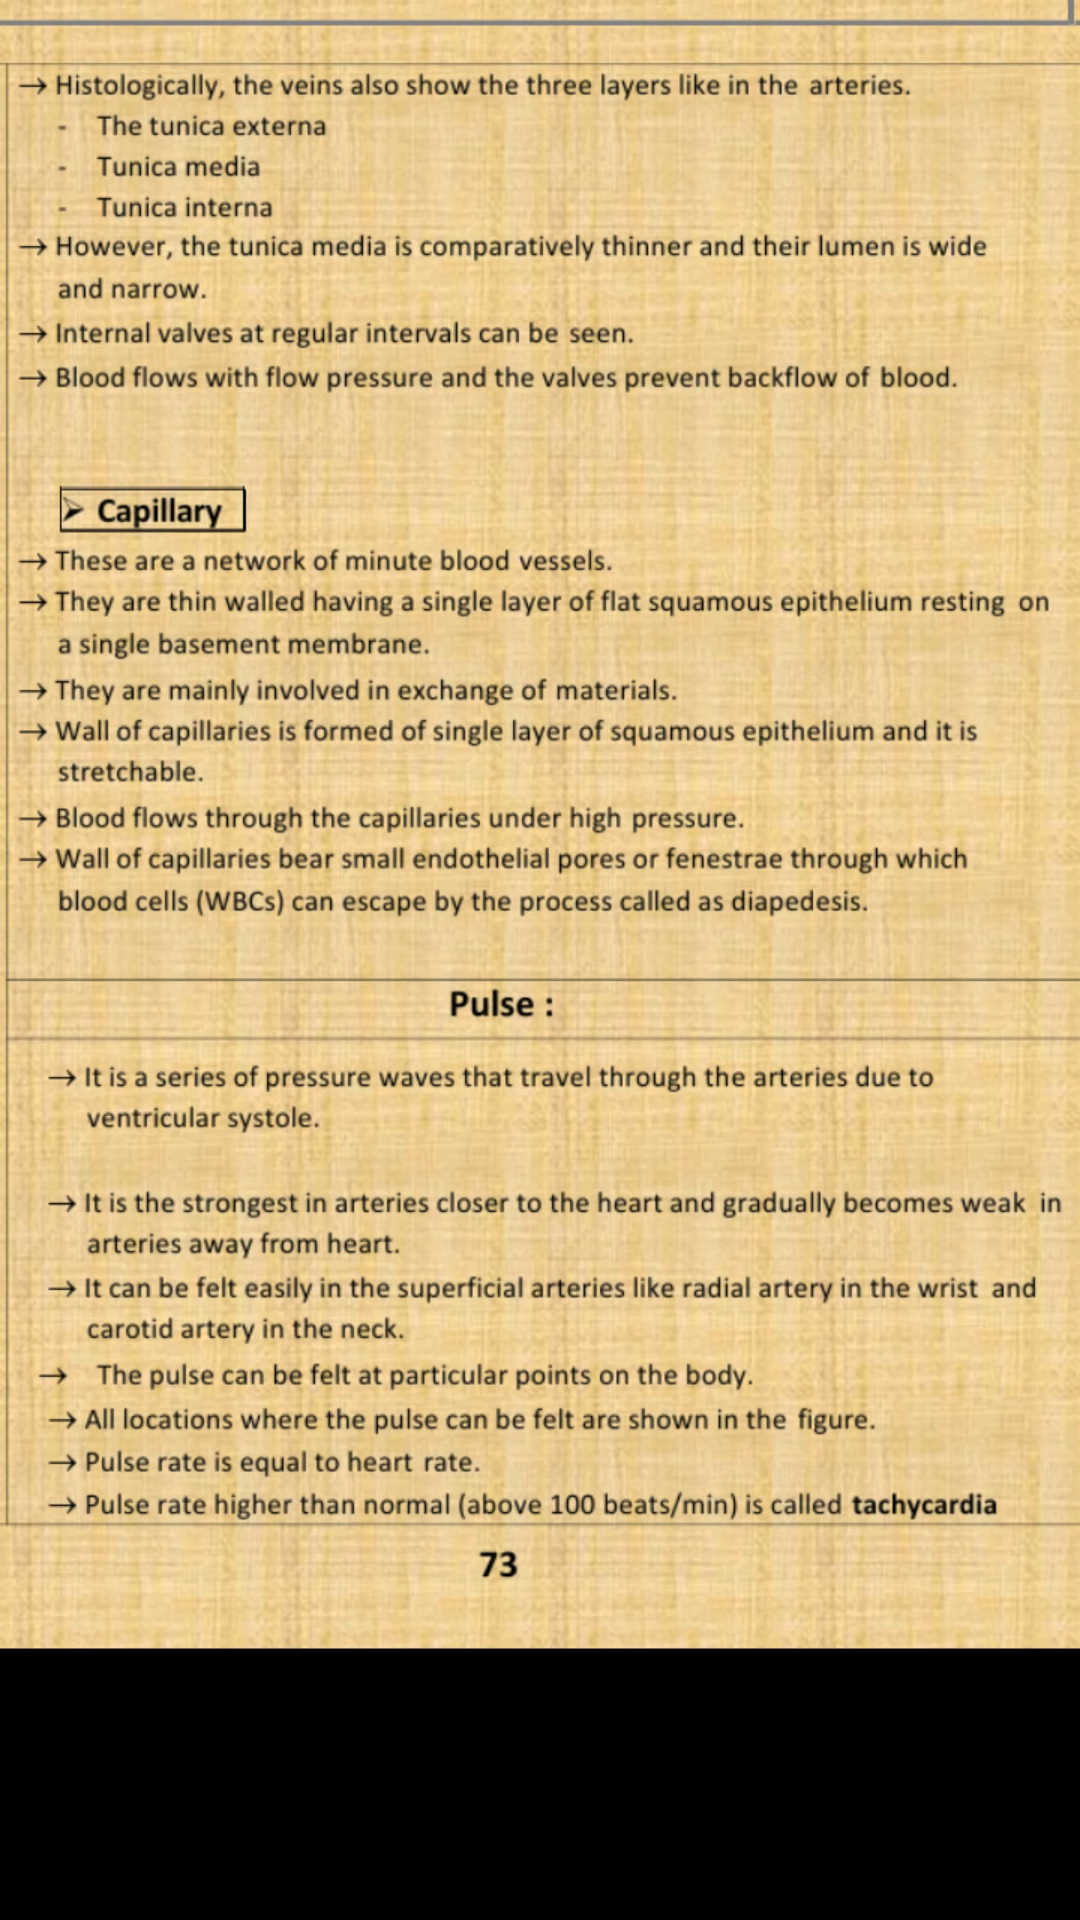 → Histologically, the veins also show the three layers like in the arteries.
- The tunica externa
- Tunica media
- Tunica interna
→ However, the tunica media is comparatively thinner and their lumen is wide
and narrow.
→ Internal valves at regular intervals can be seen.
→ Blood flows with flow pressure and the valves prevent backflow of blood.
➢ Capillary
→ These are a network of minute blood vessels.
→ They are thin walled having a single layer of flat squamous epithelium resting on
a single basement membrane.
→ They are mainly involved in exchange of materials.
→ Wall of capillaries is formed of single layer of squamous epithelium and it is
stretchable.
→ Blood flows through the capillaries under high pressure.
→ Wall of capillaries bear small endothelial pores or fenestrae through which
blood cells (WBCs) can escape by the process called as diapedesis.
Pulse :
→ It is a series of pressure waves that travel through the arteries due to
ventricular systole.
→ It is the strongest in arteries closer to the heart and gradually becomes weak in
arteries away from heart.
→ It can be felt easily in the superficial arteries like radial artery in the wrist and
carotid artery in the neck.
→ The pulse can be felt at particular points on the body.
→ All locations where the pulse can be felt are shown in the figure.
→ Pulse rate is equal to heart rate.
→ Pulse rate higher than normal (above 100 beats/min) is called tachycardia
73